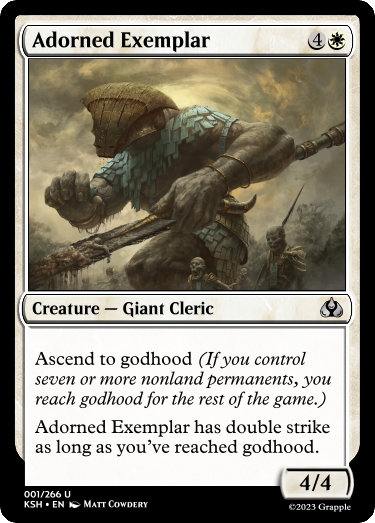 Adorned Exemplar 4
Creature — Giant Cleric
Ascend to godhood (If you control
seven or more nonland permanents, you
reach godhood for the rest of the game.)
Adorned Exemplar has double strike
as long as you've reached godhood.
4/4
001/266 U
KSH • EN Matt Cowdery
©2023 Grapple